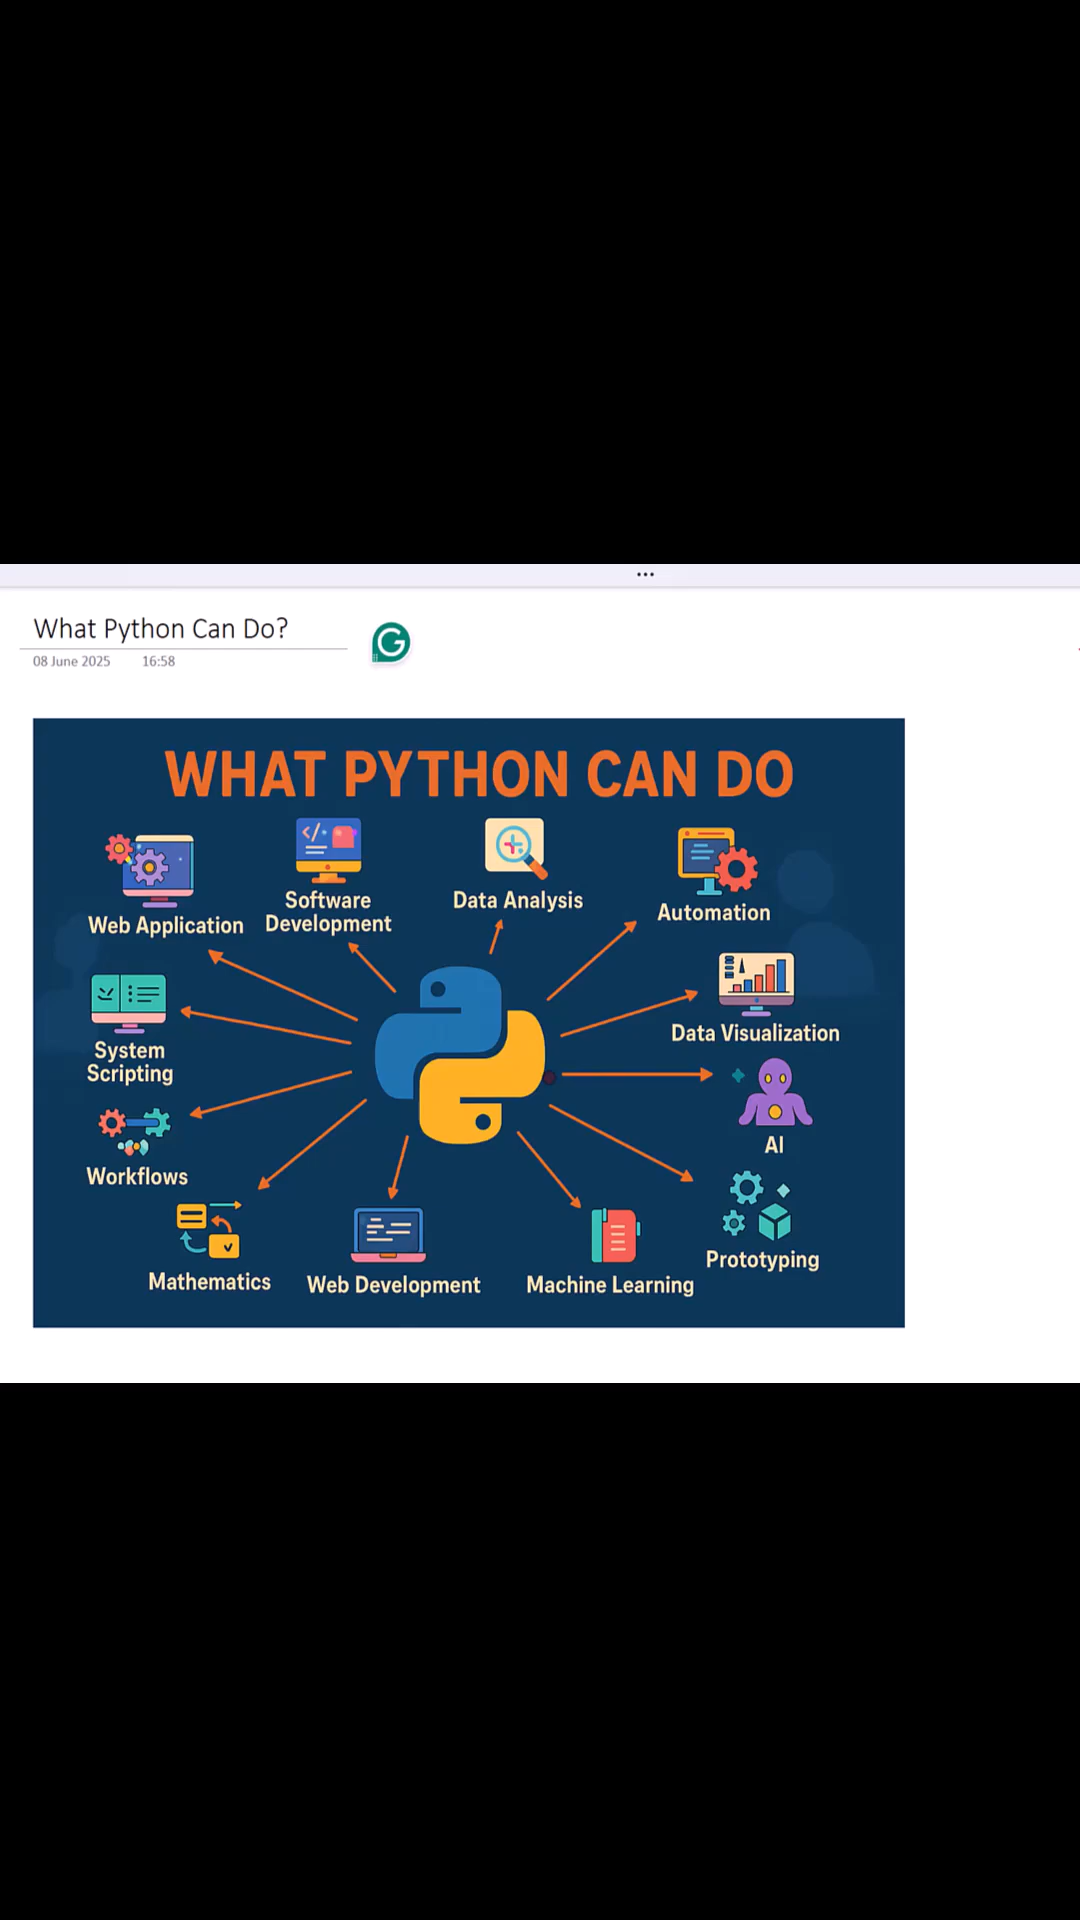 What Python Can Do?
08 June 2025 16:58
WHAT PYTHON CAN DO
Web Application
Software
Development
Data Analysis
Automation
System
Scripting
Data Visualization
Workflows
AI
Mathematics
Web Development
Machine Learning
Prototyping